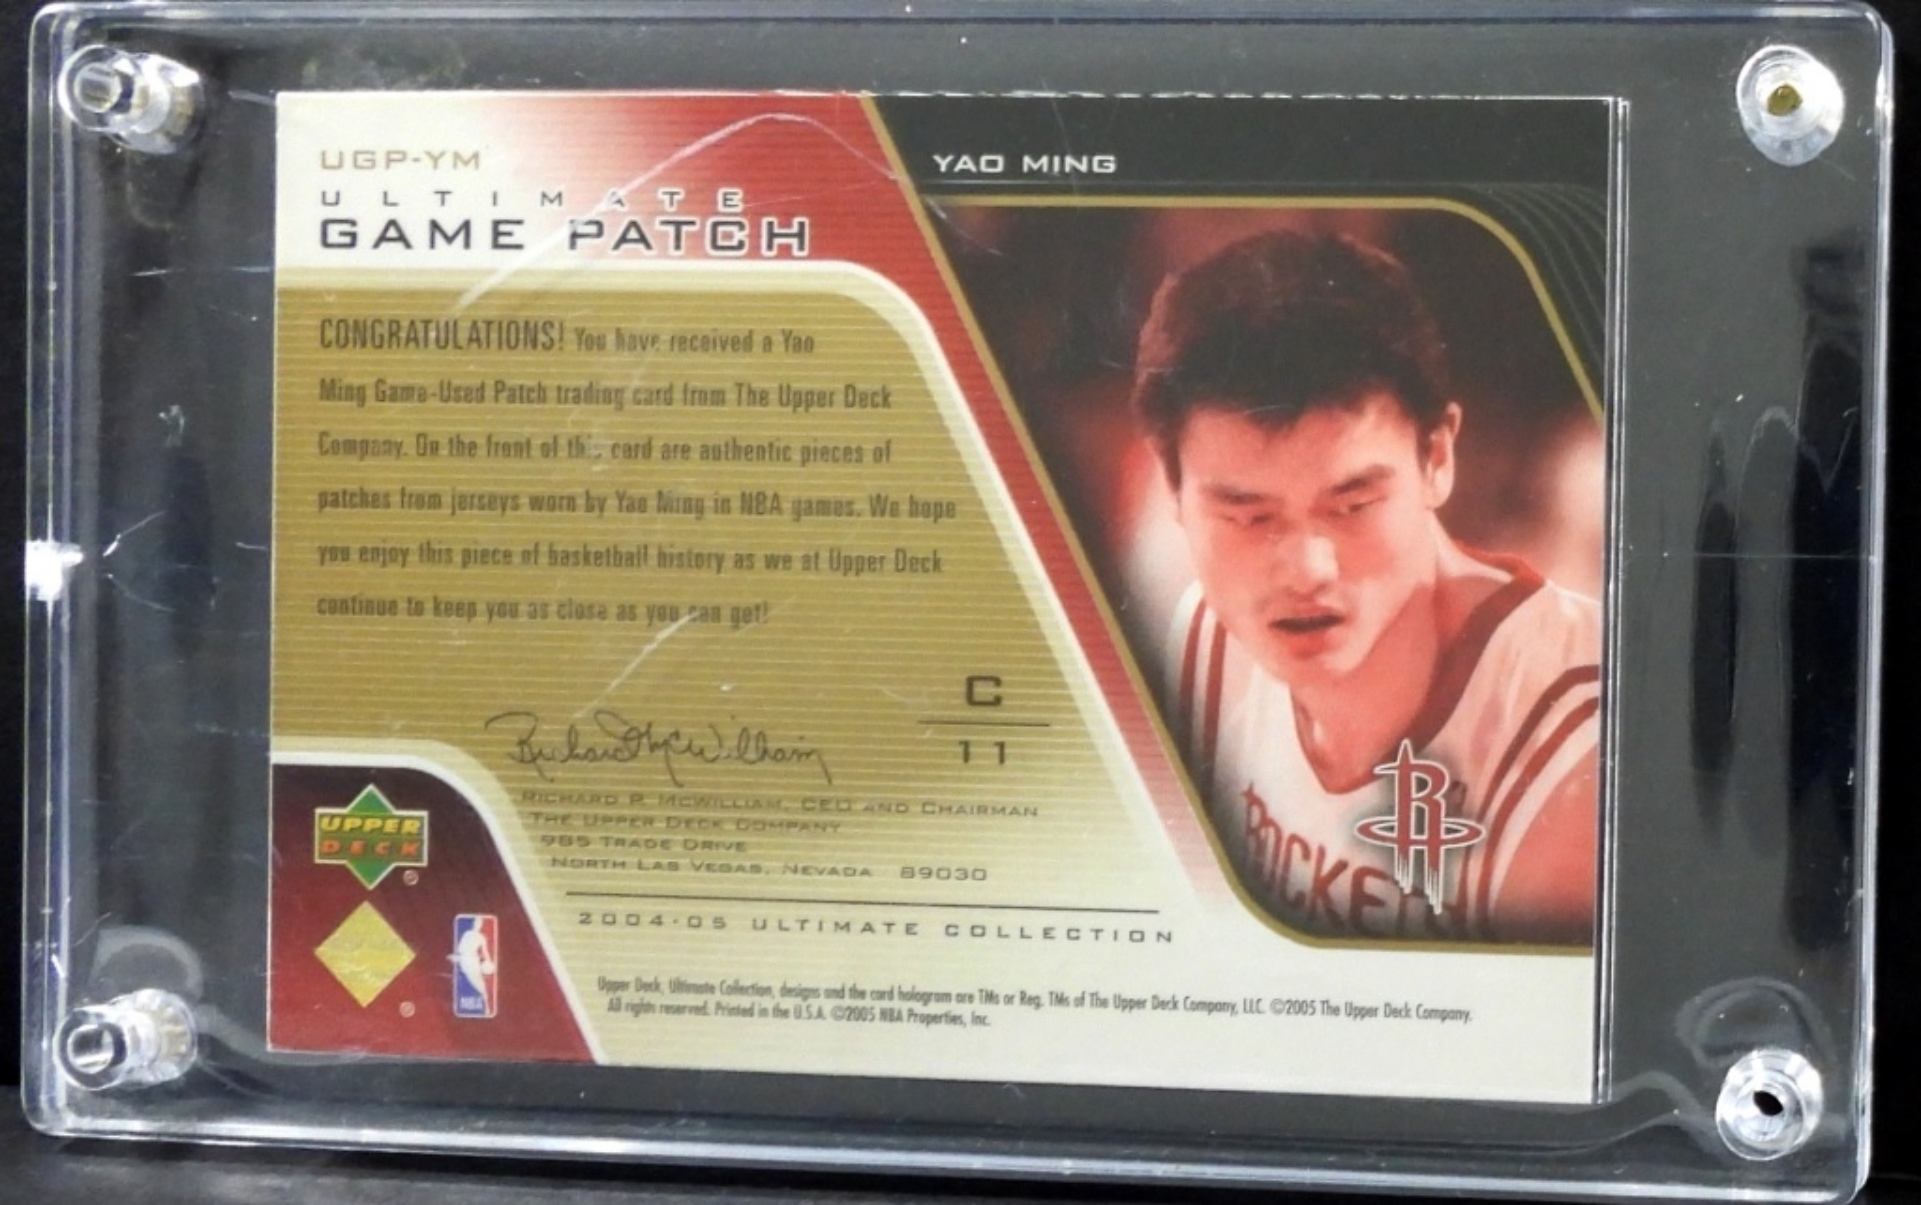 UGP-YM
ULTIMATE
GAME PATCH
YAO MING
CONGRATULATIONS! You have received a Yao
Ming Game-Used Patch trading card from The Upper Deck
Company. On the front of this card are authentic pieces of
patches from jerseys worn by Yao Ming in NBA games. We hope
you enjoy this piece of basketball history as we at Upper Deck
continue to keep you as close as you can get!
C
11
Richard P. McWilliam
RICHARD P. MCWILLIAM, CEO AND CHAIRMAN
THE UPPER DECK COMPANY
985 TRADE DRIVE
NORTH LAS VEGAS, NEVADA 89030
2004-05 ULTIMATE COLLECTION
UPPER
DECK
®
®
NBA
ROCKETS
R
Upper Deck, Ultimate Collection, designs and the card hologram are TMs or Reg. TMs of The Upper Deck Company, LLC. ©2005 The Upper Deck Company.
All rights reserved. Printed in the U.S.A. ©2005 NBA Properties, Inc.